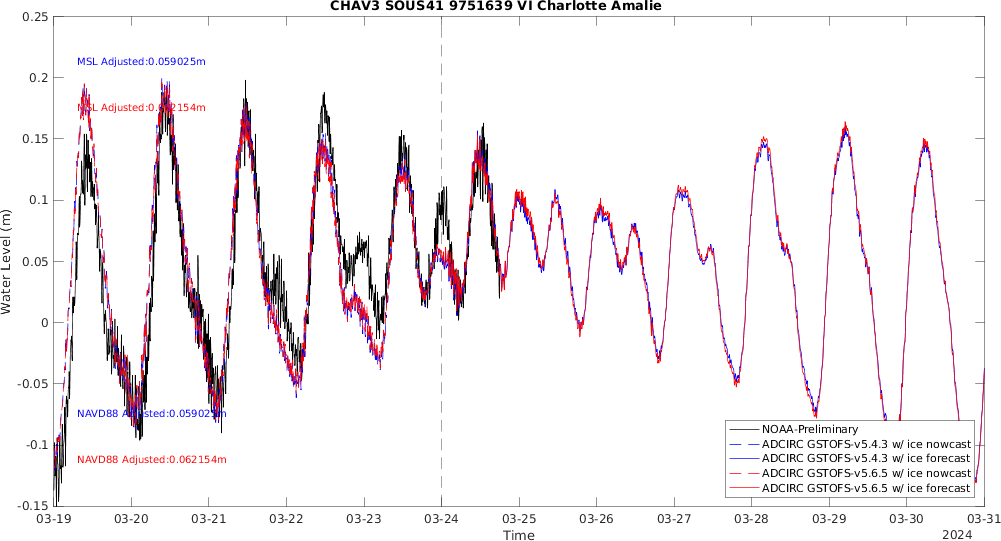 CHAV3 SOUS41 9751639 VI Charlotte Amalie
0.25
0.2
0.15
0.1
0.05
0
-0.05
-0.1
-0.15
Water Level (m)
MSL Adjusted:0.059025m
MSL Adjusted:0.062154m
NAVD88 Adjusted:0.059025m
NAVD88 Adjusted:0.062154m
NOAA-Preliminary
ADCIRC GSTOFS-v5.4.3 w/ ice nowcast
ADCIRC GSTOFS-v5.4.3 w/ ice forecast
ADCIRC GSTOFS-v5.6.5 w/ ice nowcast
ADCIRC GSTOFS-v5.6.5 w/ ice forecast
03-19 03-20 03-21 03-22 03-23 03-24 03-25 03-26 03-27 03-28 03-29 03-30 03-31
Time
2024